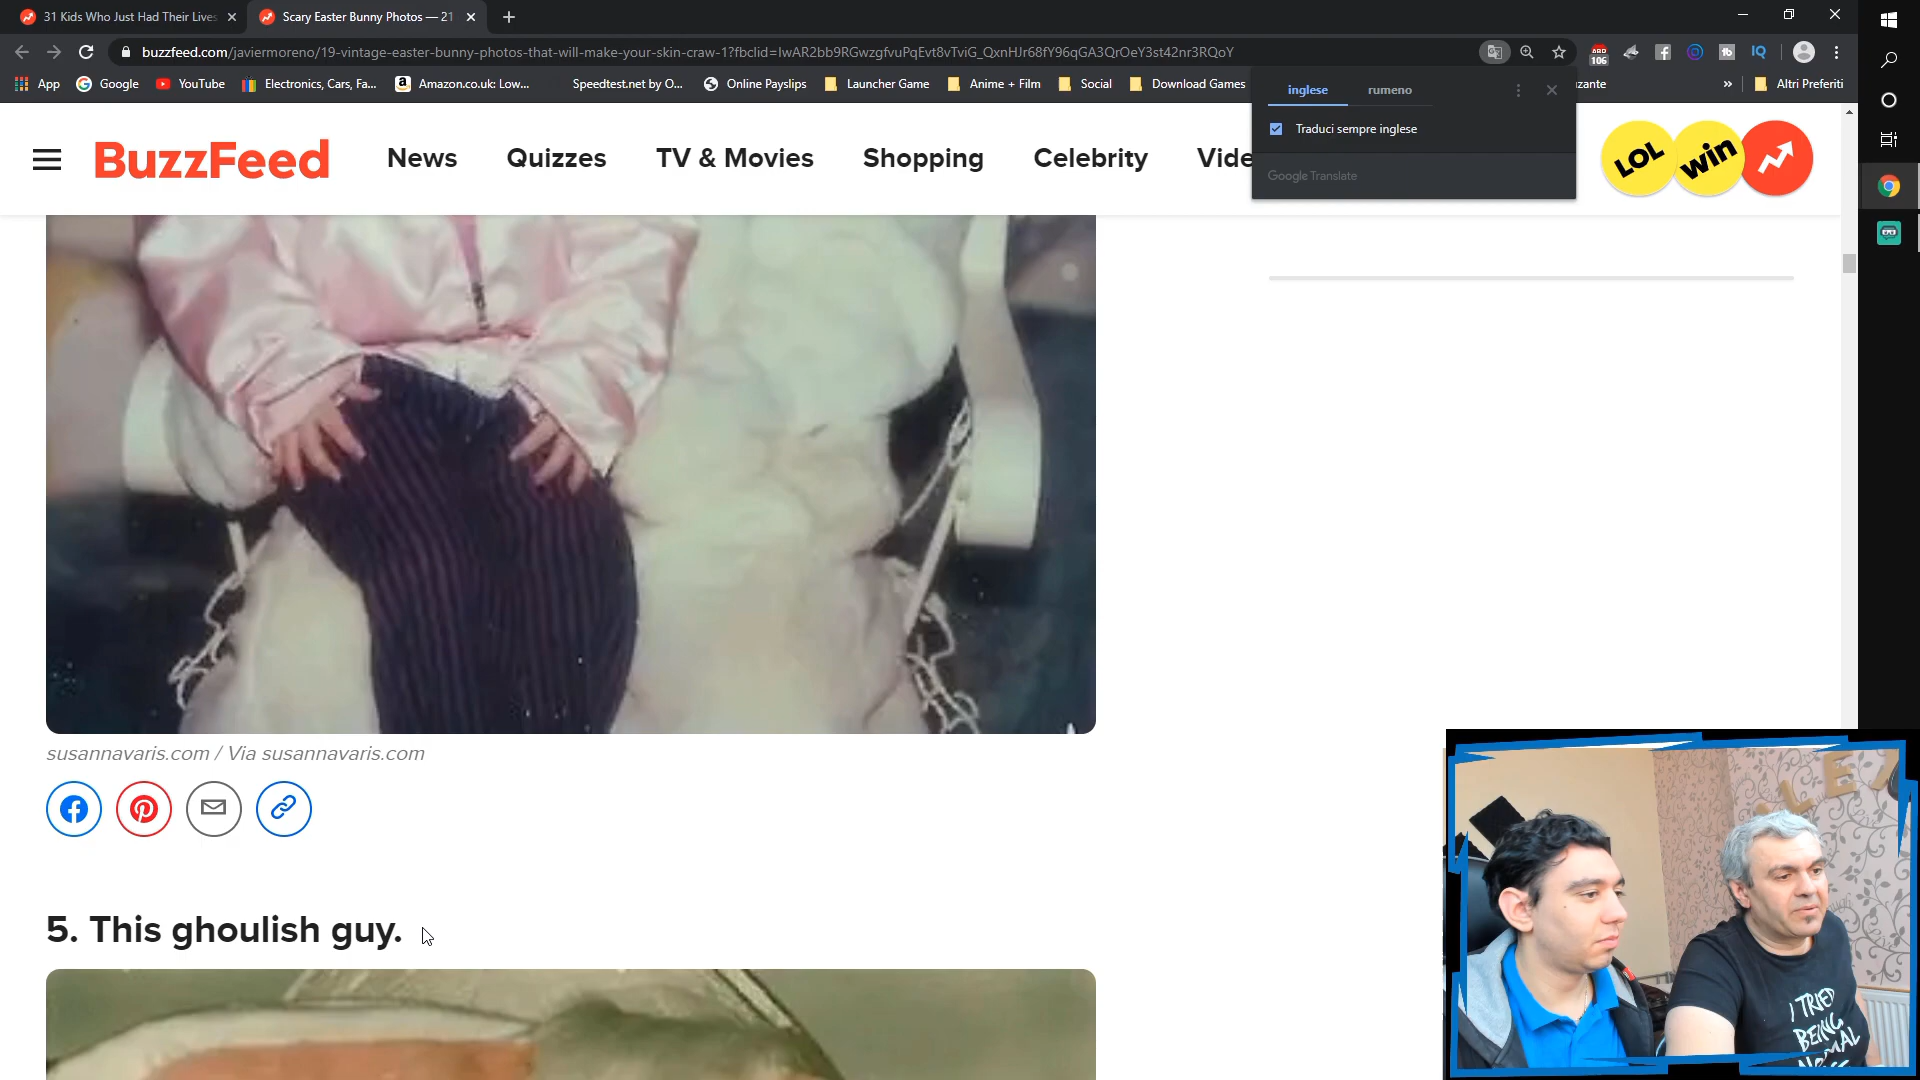 31 Kids Who Just Had Their Lives
Scary Easter Bunny Photos — 21
buzzfeed.com/javiermoreno/19-vintage-easter-bunny-photos-that-will-make-your-skin-craw-1?fbclid=IwAR2bb9RGwzgfvuPqEvt8vTviG_QxnHJr68fY96qGA3QrOeY3st42nr3RQoY
106
IQ
App
Google
YouTube
Electronics, Cars, Fa...
Amazon.co.uk: Low...
Speedtest.net by O...
Online Payslips
Launcher Game
Anime + Film
Social
Download Games
zante
»
Altri Preferiti
inglese
rumeno
Traduci sempre inglese
Google Translate
BuzzFeed
News
Quizzes
TV & Movies
Shopping
Celebrity
Vide
LOL
win
susannavaris.com / Via susannavaris.com
5. This ghoulish guy.
I TRIED
BEING